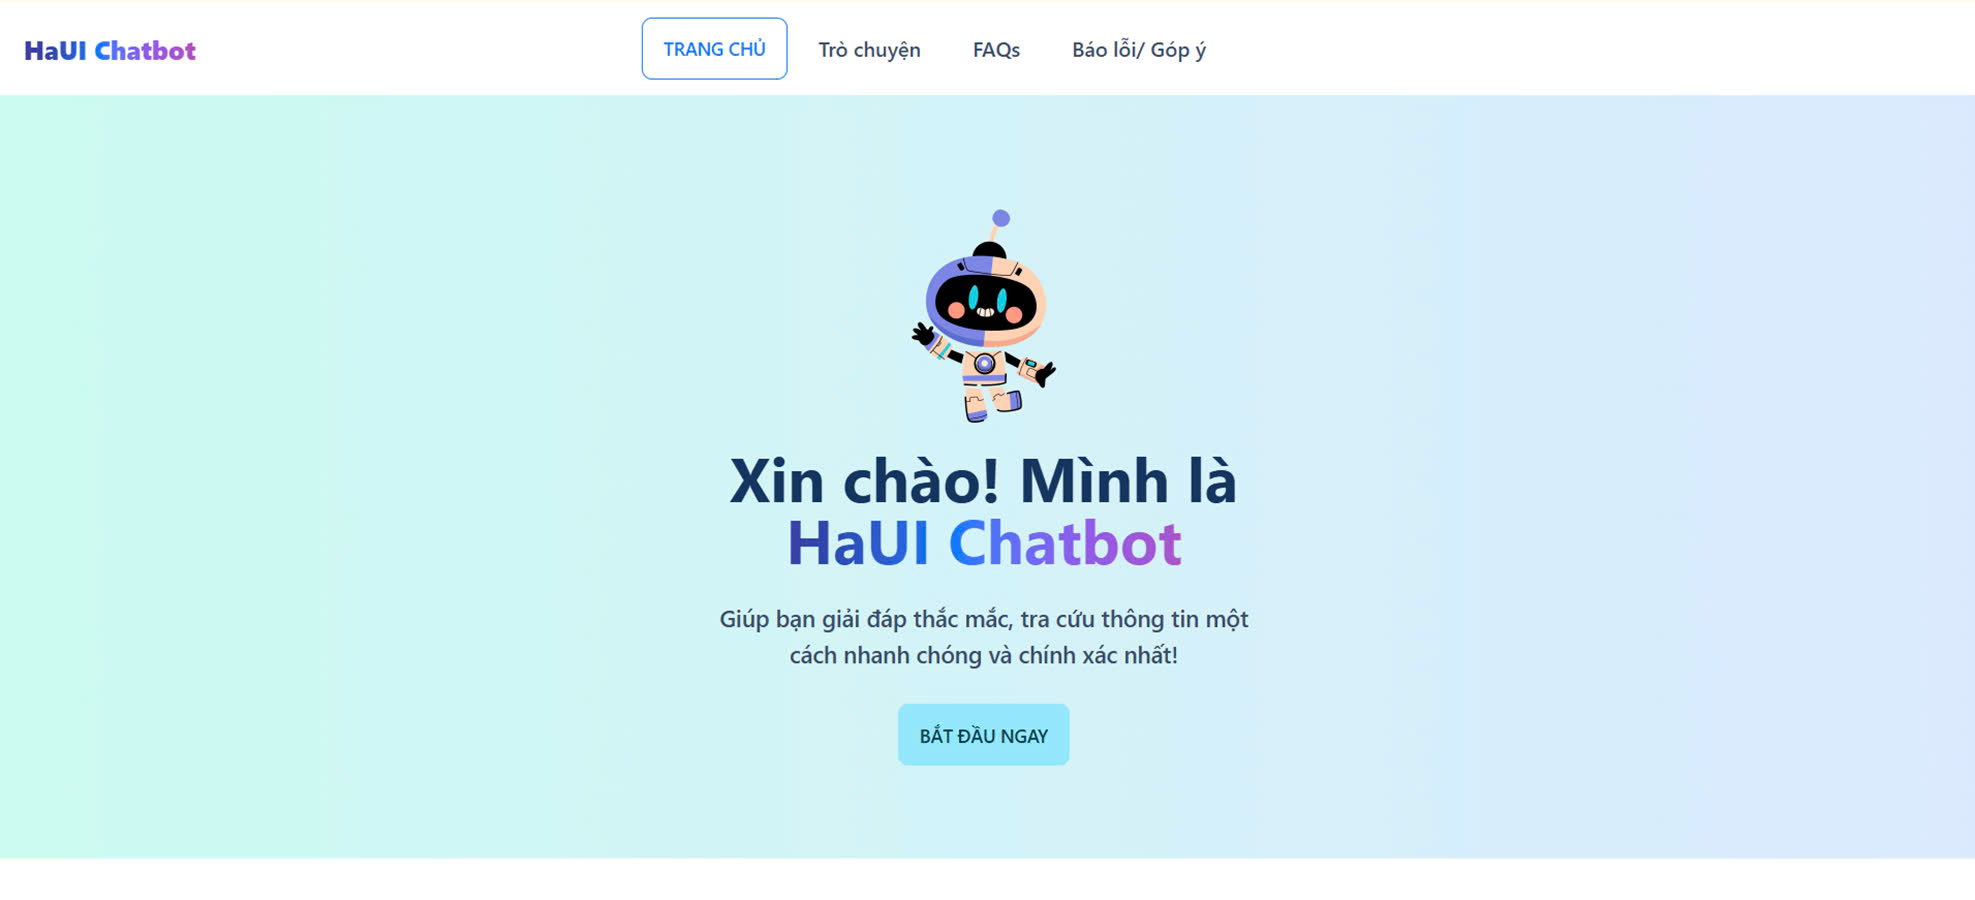 HaUI Chatbot
TRANG CHỦ
Trò chuyện
FAQs
Báo lỗi/ Góp ý
Xin chào! Mình là
HaUI Chatbot
Giúp bạn giải đáp thắc mắc, tra cứu thông tin một
cách nhanh chóng và chính xác nhất!
BẮT ĐẦU NGAY